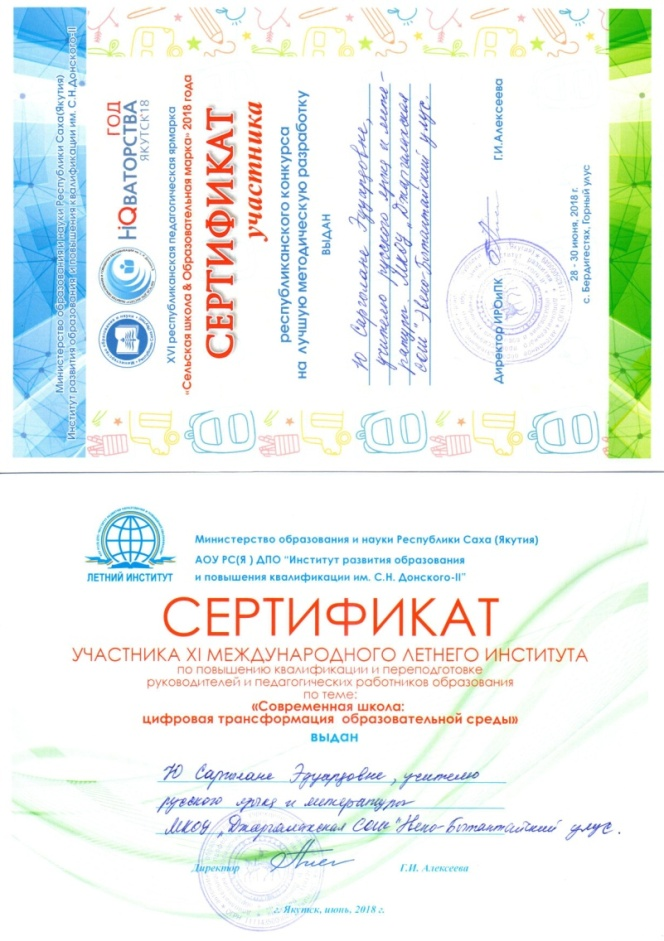 Министерство образования и науки Республики Саха(Якутия)
Институт развития образования и повышения квалификации им. С.Н.Донского-II
ГОД
НiQВАТОРСТВА
ЯКУТСК18
XVI республиканская педагогическая ярмарка
«Сельская школа & Образовательная марка» 2018 года
СЕРТИФИКАТ
участника
республиканского конкурса
на лучшую методическую разработку
выдан
Ю Саргылане Эдуардовне,
учителю русского языка и лите-
ратуры МКОУ „Джаргалахская
СОШ" Эвено-Бытантайский улус.
Директор ИРОиПК
Г.И.Алексеева
28 - 30 июня, 2018 г.
с. Бердигестях, Горный улус
ЛЕТНИЙ ИНСТИТУТ
Министерство образования и науки Республики Саха (Якутия)
АОУ РС(Я ) ДПО "Институт развития образования
и повышения квалификации им. С.Н. Донского-II"
СЕРТИФИКАТ
УЧАСТНИКА XI МЕЖДУНАРОДНОГО ЛЕТНЕГО ИНСТИТУТА
по повышению квалификации и переподготовке
руководителей и педагогических работников образования
по теме:
«Современная школа:
цифровая трансформация образовательной среды»
выдан
Ю Саргылане Эдуардовне, учителю
русского языка и литературы
МКОУ „Джаргалахская СОШ" Эвено-Бытантайский улус.
Директор
Г.И. Алексеева
г. Якутск, июнь, 2018 г.